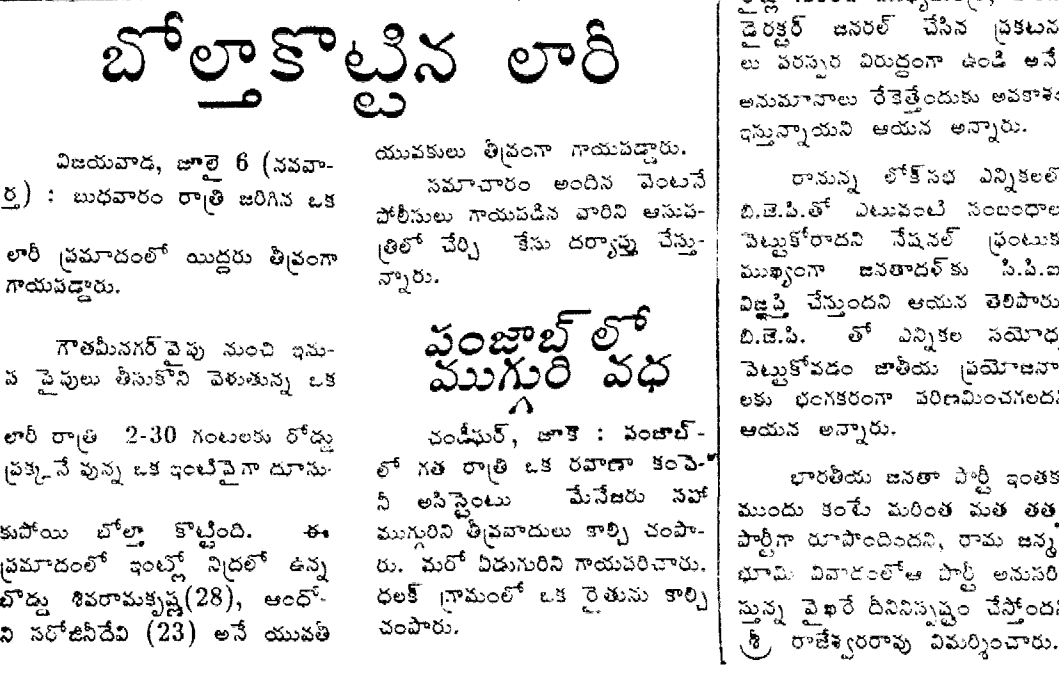 బోల్తాకొట్టిన లారీ
విజయవాడ, జూలై 6 (నవవా-
ర్త) : బుధవారం రాత్రి జరిగిన ఒక
లారీ ప్రమాదంలో యిద్దరు తీవ్రంగా
గాయపడ్డారు.
గౌతమీనగర్ వైపు నుంచి ఇను-
ప పైపులు తీసుకొని వెళుతున్న ఒక
లారీ రాత్రి 2-30 గంటలకు రోడ్డు
ప్రక్కనే వున్న ఒక ఇంటిపైగా దూసు-
కుపోయి బోల్తా కొట్టింది. ఈ
ప్రమాదంలో ఇంట్లో నిద్రలో ఉన్న
బొడ్డు శివరామకృష్ణ(28), ఆంధో-
ని సరోజినీదేవి (23) అనే యువతీ
యువకులు తీవ్రంగా గాయపడ్డారు.
సమాచారం అందిన వెంటనే
పోలీసులు గాయపడిన వారిని ఆసుప-
త్రిలో చేర్చి కేసు దర్యాప్తు చేస్తు-
న్నారు.
పంజాబ్ లో
ముగ్గురి వధ
చండీఘర్, జూకె : పంజాబ్-
లో గత రాత్రి ఒక రవాణా కంపె-
నీ అసిస్టెంటు మేనేజరు సహా
ముగ్గురిని తీవ్రవాదులు కాల్చి చంపా-
రు. మరో ఏడుగురిని గాయపరిచారు.
ధలక్ గ్రామంలో ఒక రైతును కాల్చి
చంపారు.
డైరక్టర్ జనరల్ చేసిన ప్రకటన
లు పరస్పర విరుద్ధంగా ఉండి అనే
అనుమానాలు రేకెత్తేందుకు అవకాశం
ఇస్తున్నాయని ఆయన అన్నారు.
రానున్న లోక్ సభ ఎన్నికలలో
బి.జె.పి.తో ఎటువంటి సంబంధాల
పెట్టుకోరాదని నేషనల్ ఫ్రంటుక
ముఖ్యంగా జనతాదళ్ కు సి.పి.ఐ
విజ్ఞప్తి చేస్తుందని ఆయన తెలిపారు
బి.జె.పి. తో ఎన్నికల సయోధ్య
పెట్టుకోవడం జాతీయ ప్రయోజనా
లకు భంగకరంగా పరిణమించగలదని
ఆయన అన్నారు.
భారతీయ జనతా పార్టీ ఇంతక
ముందు కంటే మరింత మత తత్వ
పార్టీగా రూపొందిందని, రామ జన్మ
భూమి వివాదంలోఆ పార్టీ అనుసరి
స్తున్న వైఖరే దీనినిస్పష్టం చేస్తోందని
శ్రీ రాజేశ్వరరావు విమర్శించారు.